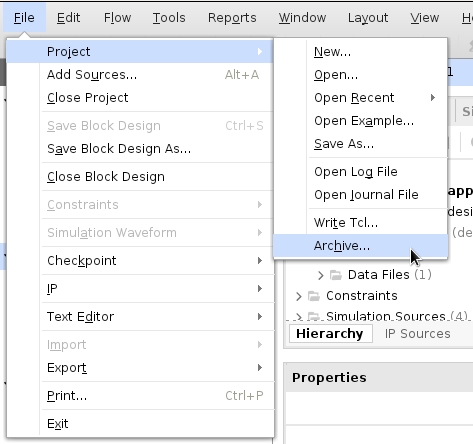 File Edit Flow Tools Reports Window Layout View
Project
Add Sources... Alt+A
Close Project
Save Block Design Ctrl+S
Save Block Design As...
Close Block Design
Constraints
Simulation Waveform
Checkpoint
IP
Text Editor
Import
Export
Print... Ctrl+P
Exit
New...
Open...
Open Recent
Open Example...
Save As...
Open Log File
Open Journal File
Write Tcl...
Archive...
1
Si
app
desi
(de
Data Files (1)
Constraints
Simulation Sources (4)
Hierarchy IP Sources
Properties